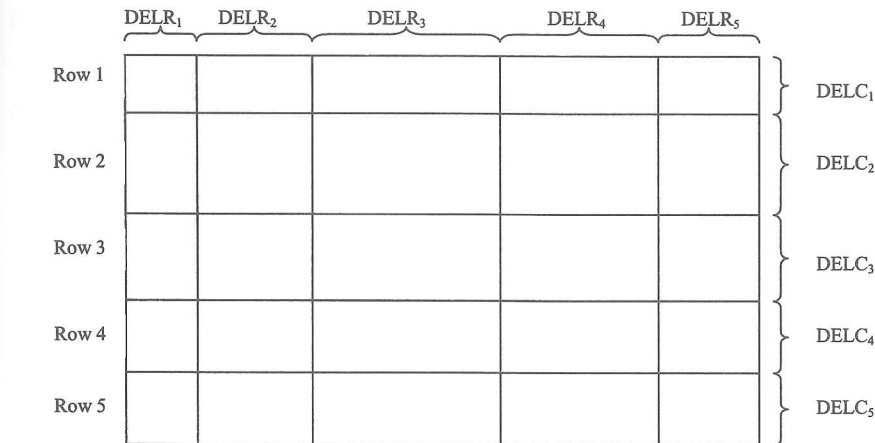 DELR₁ DELR₂ DELR₃ DELR₄ DELR₅
Row 1 DELC₁
Row 2 DELC₂
Row 3 DELC₃
Row 4 DELC₄
Row 5 DELC₅